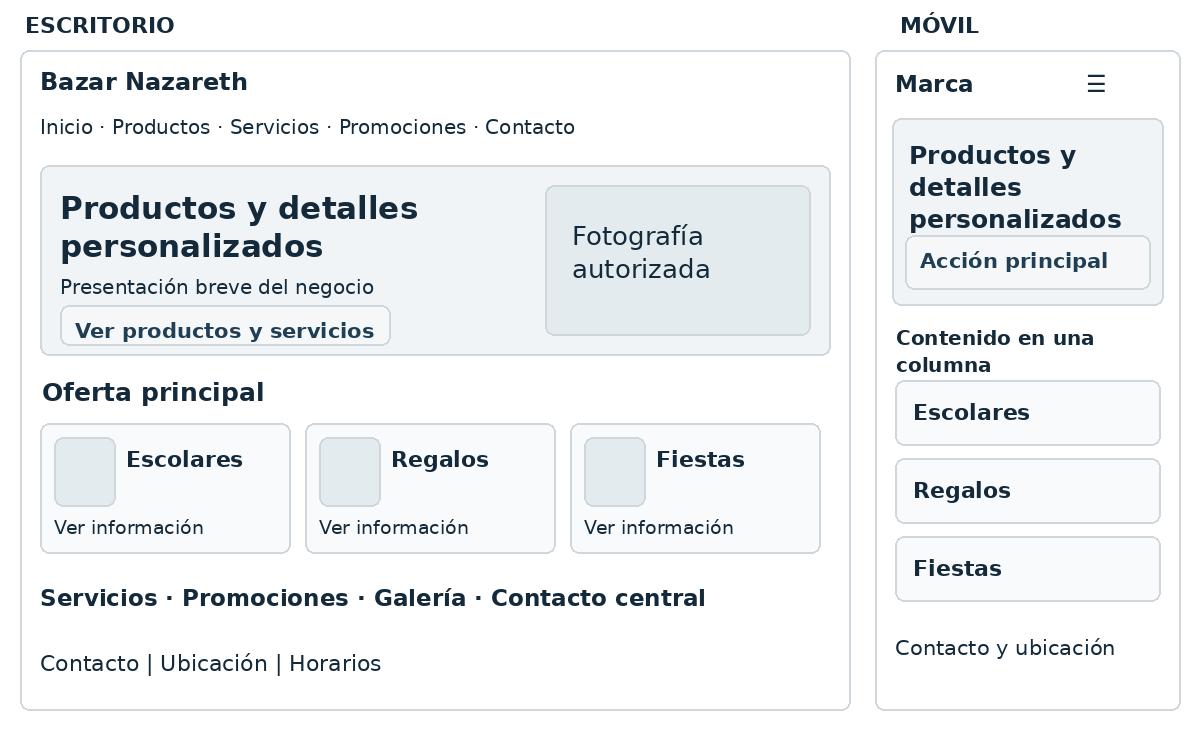 ESCRITORIO
Bazar Nazareth
Inicio · Productos · Servicios · Promociones · Contacto
Productos y detalles
personalizados
Presentación breve del negocio
Ver productos y servicios
Fotografía
autorizada
Oferta principal
Escolares
Ver información
Regalos
Ver información
Fiestas
Ver información
Servicios · Promociones · Galería · Contacto central
Contacto | Ubicación | Horarios
MÓVIL
Marca ☰
Productos y
detalles
personalizados
Acción principal
Contenido en una
columna
Escolares
Regalos
Fiestas
Contacto y ubicación